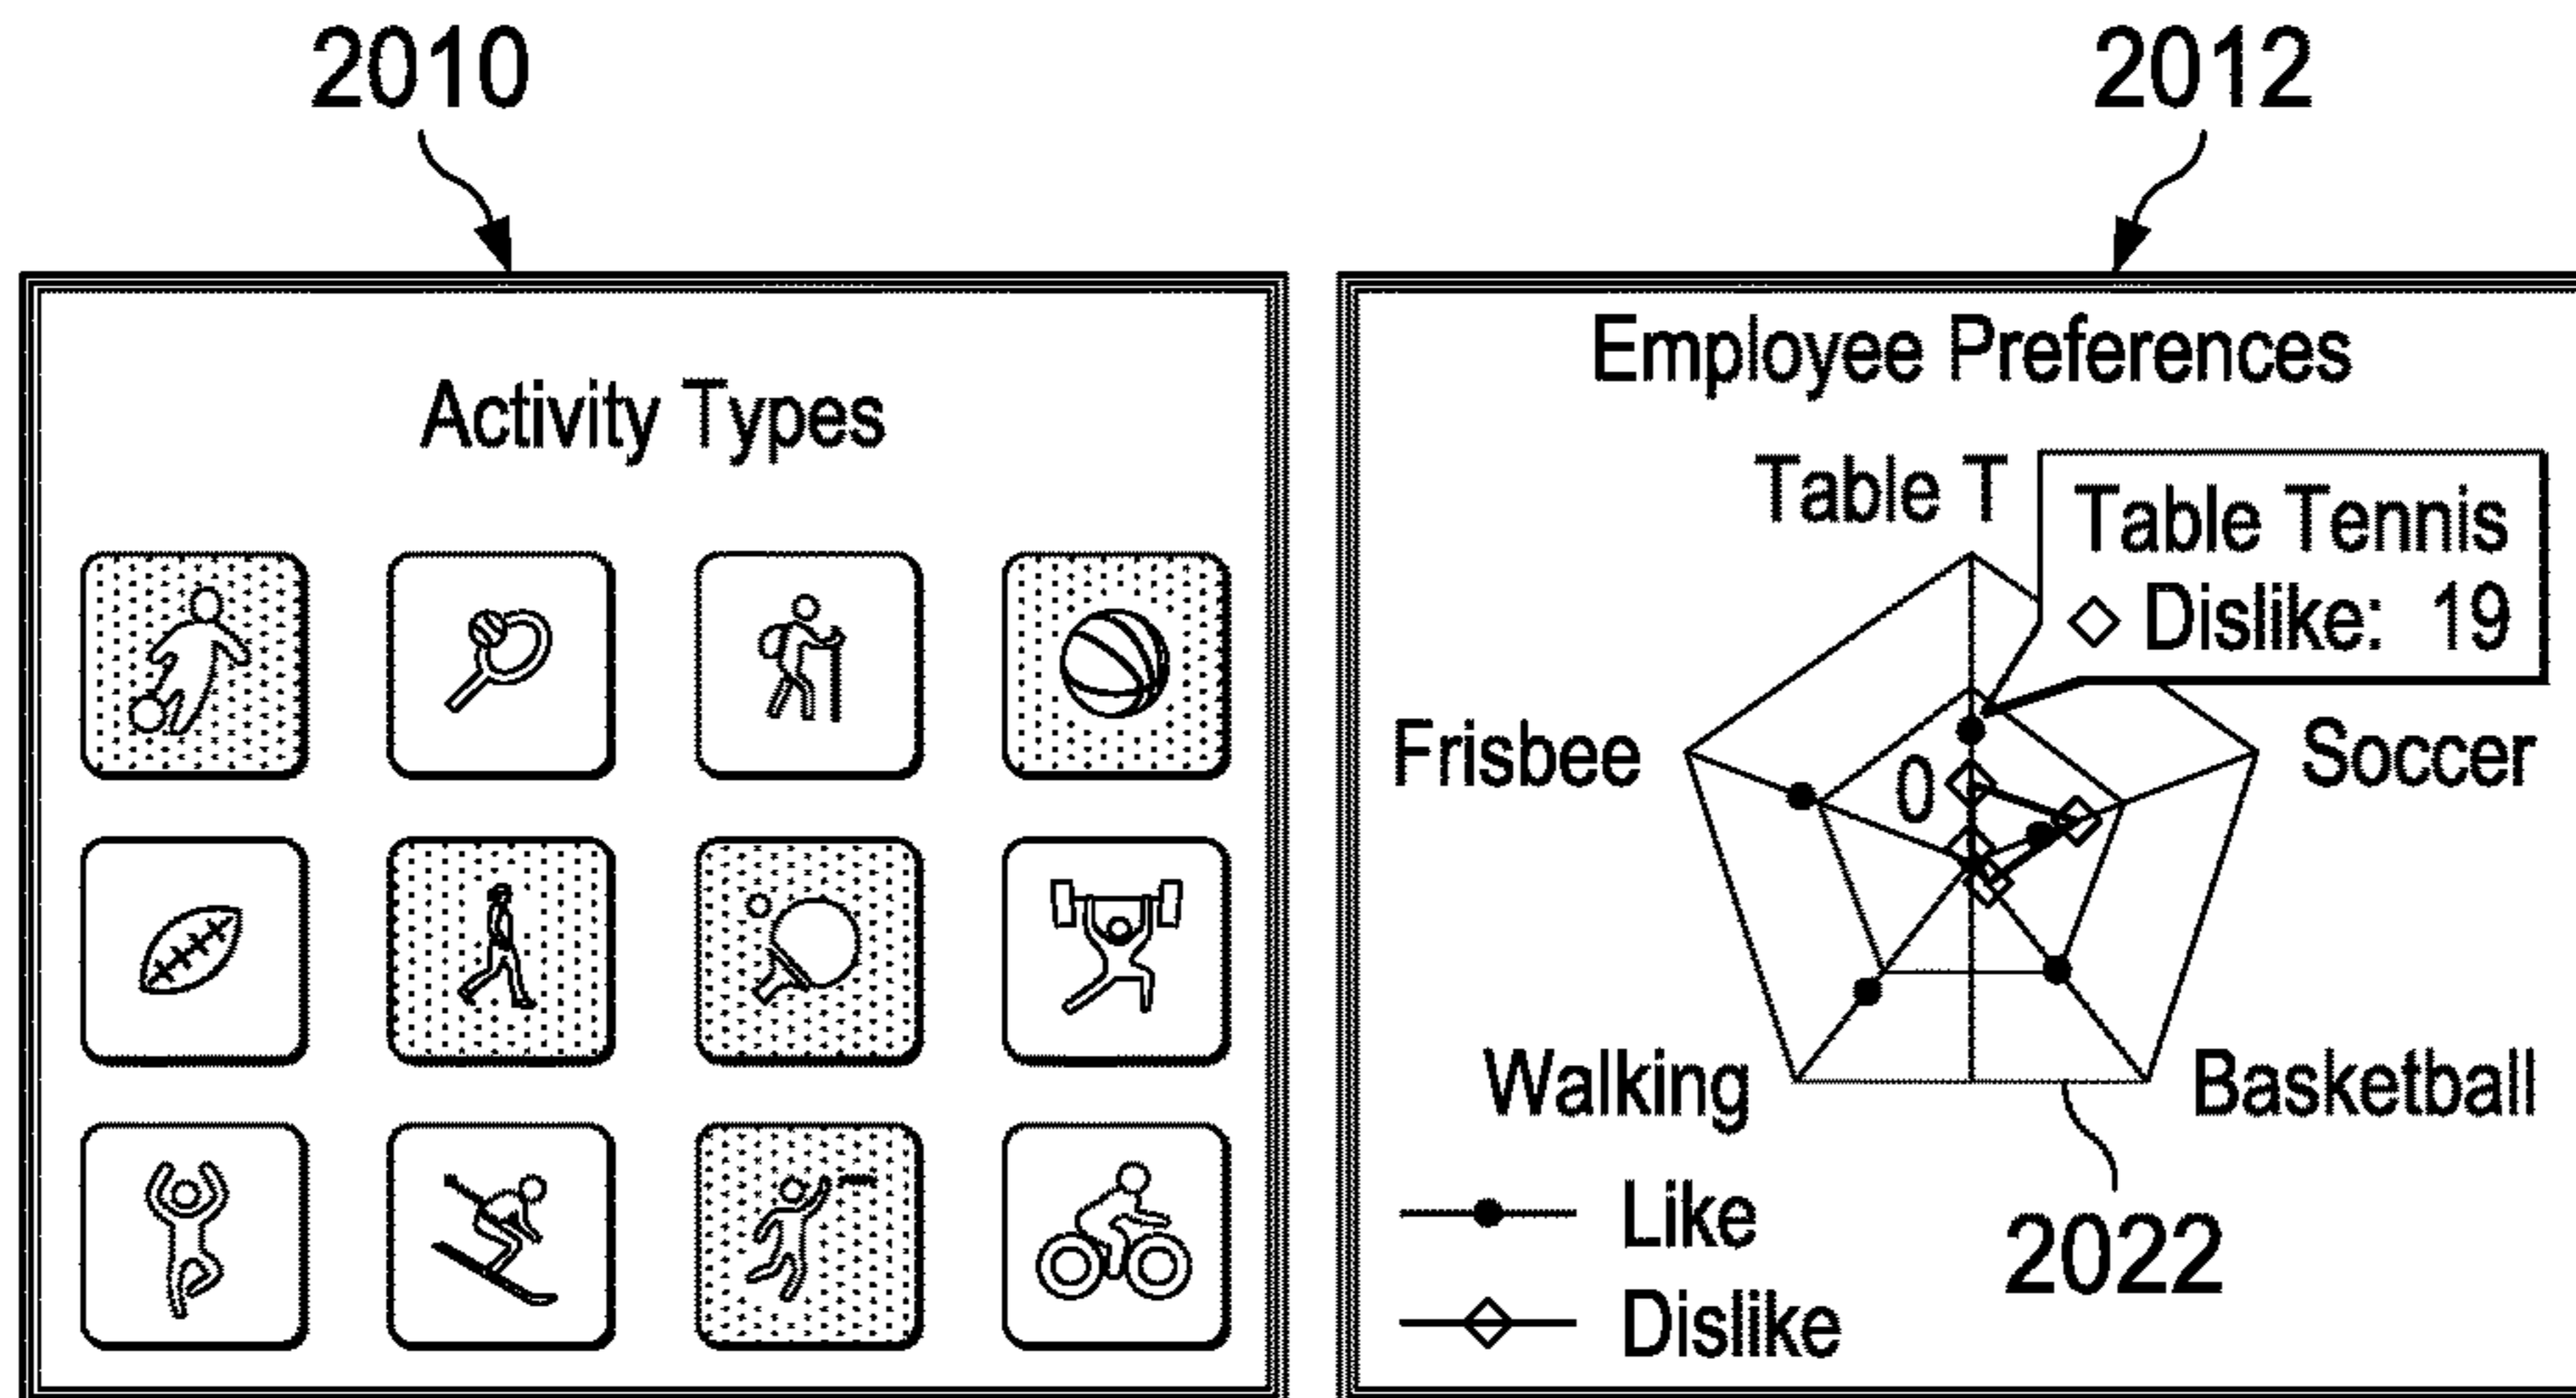 2010
2012
Activity Types
Employee Preferences
Table T
Table Tennis
◇ Dislike: 19
Frisbee
0
Soccer
Walking
Basketball
Like
Dislike
2022